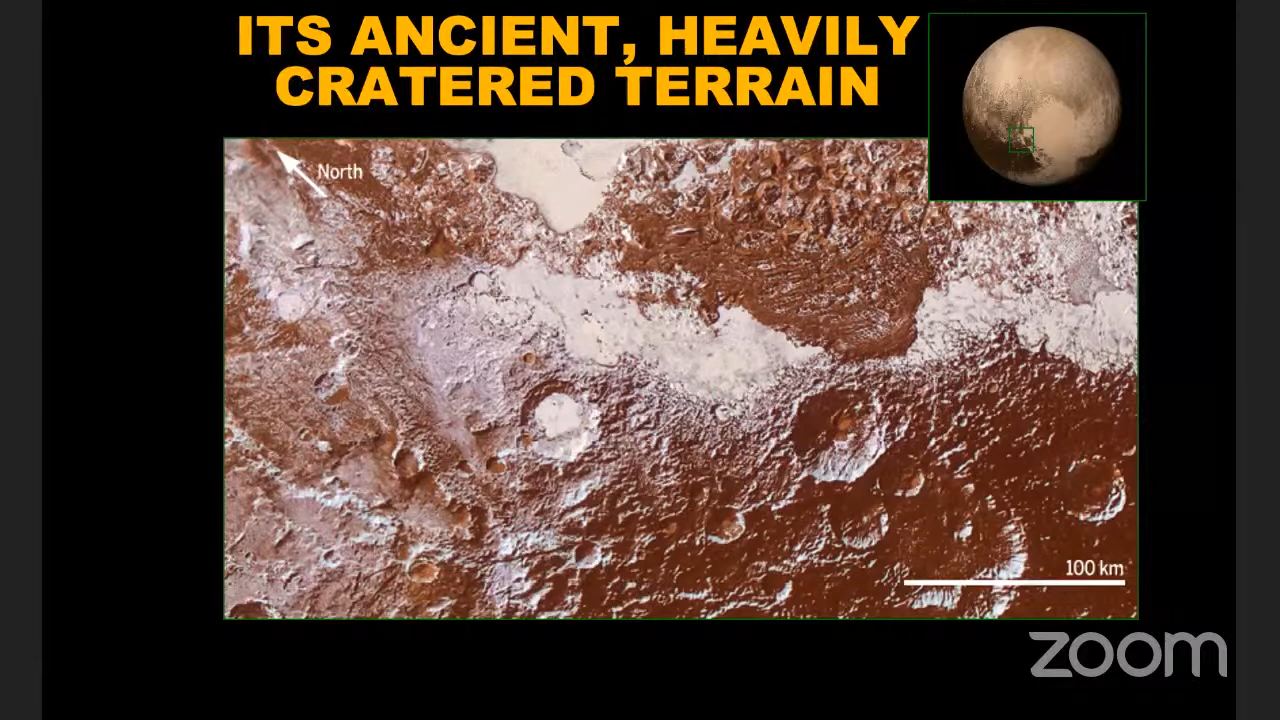 ITS ANCIENT, HEAVILY
CRATERED TERRAIN
North
100 km
zoom